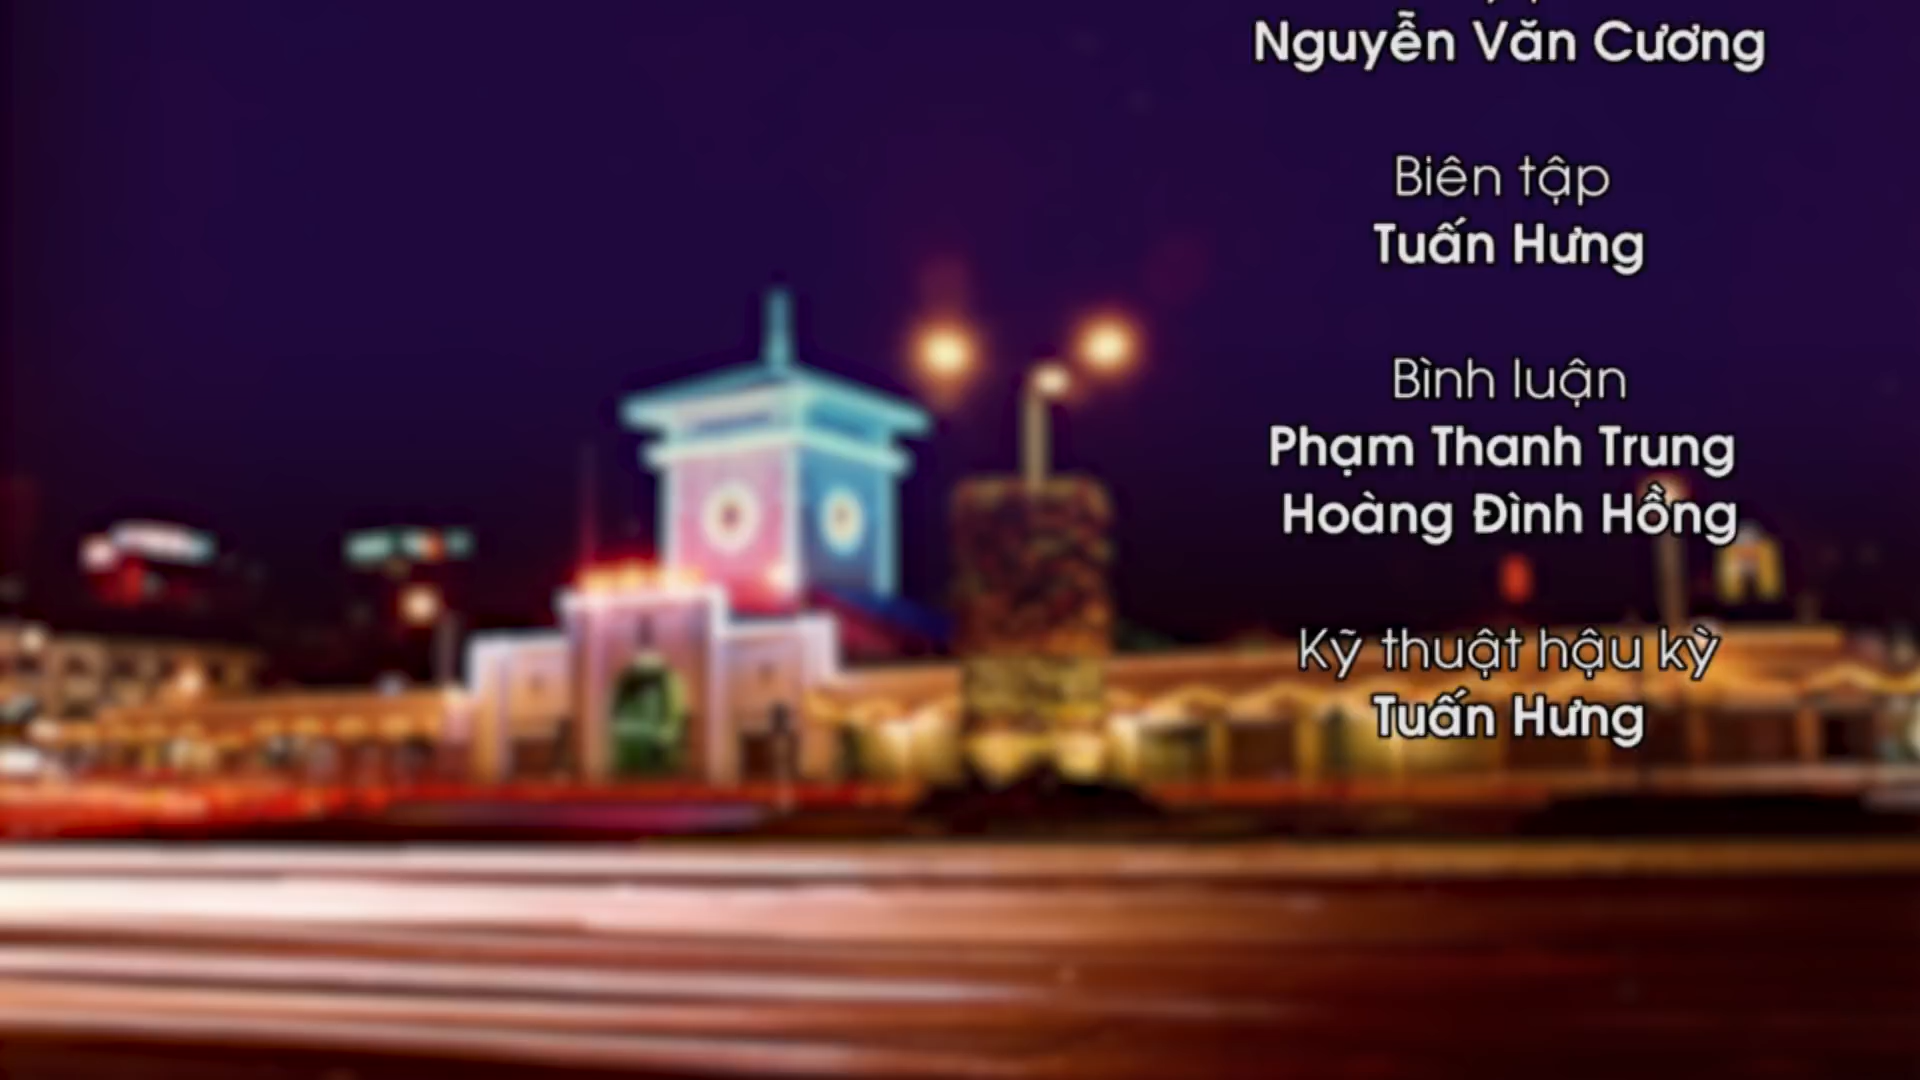 Nguyễn Văn Cương
Biên tập
Tuấn Hưng
Bình luận
Phạm Thanh Trung
Hoàng Đình Hồng
Kỹ thuật hậu kỳ
Tuấn Hưng